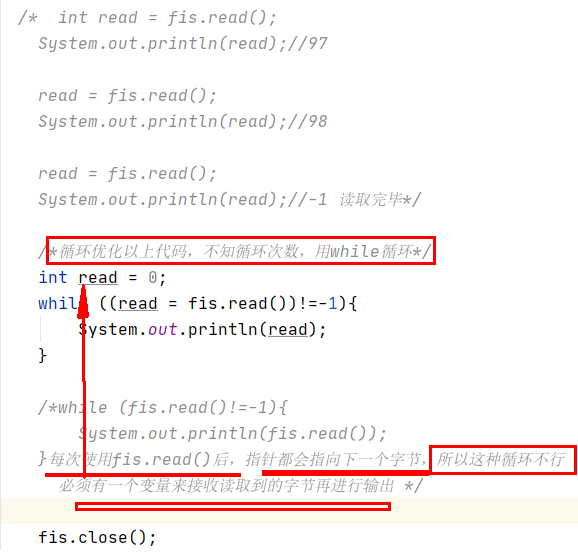 /*  int read = fis.read();
System.out.println(read);//97
read = fis.read();
System.out.println(read);//98
read = fis.read();
System.out.println(read);//-1 读取完毕*/
/*循环优化以上代码，不知循环次数，用while循环*/
int read = 0;
while ((read = fis.read())!=-1){
System.out.println(read);
}
/*while (fis.read()!=-1){
System.out.println(fis.read());
}每次使用fis.read()后，指针都会指向下一个字节，所以这种循环不行
必须有一个变量来接收读取到的字节再进行输出 */
fis.close();